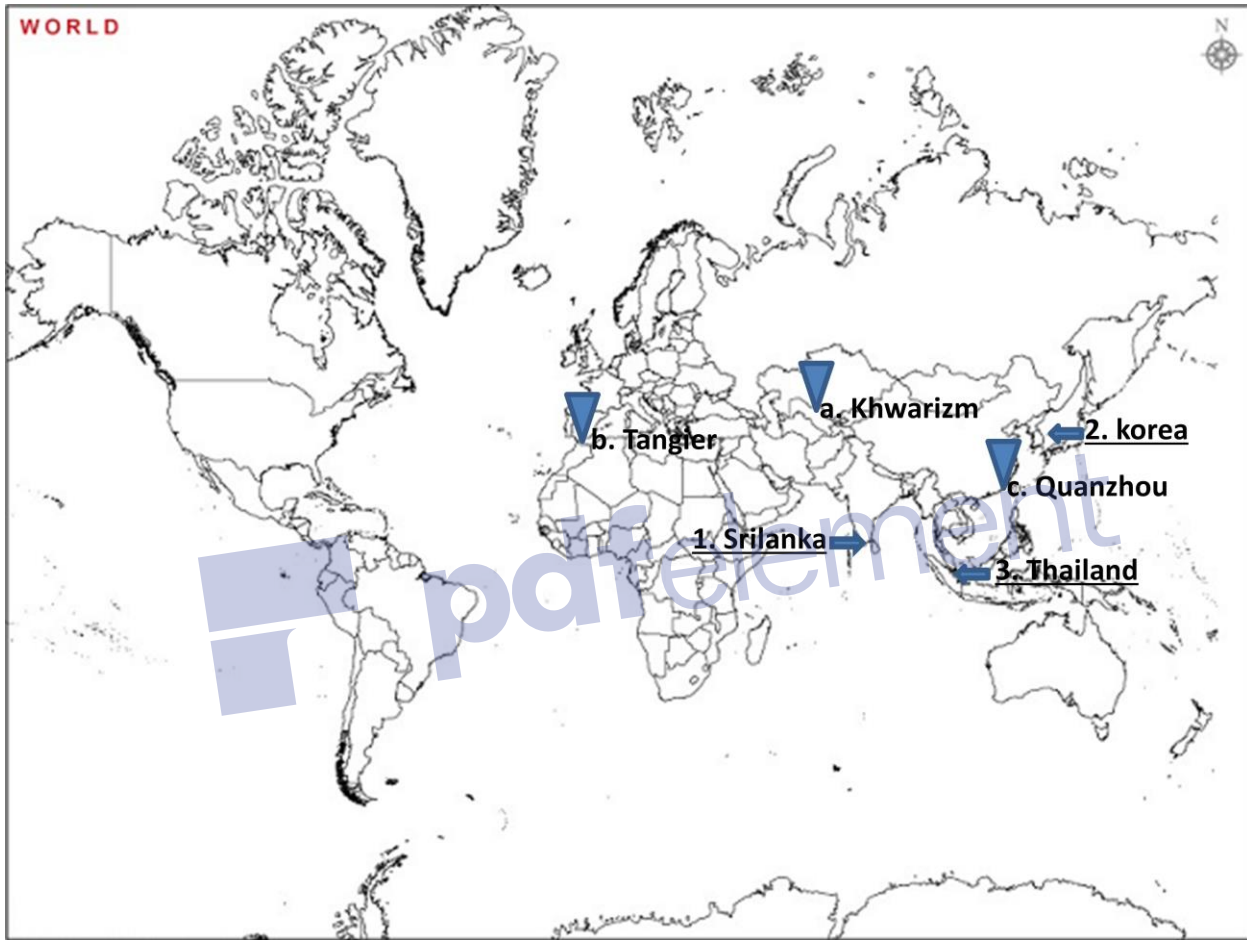 WORLD
N
a. Khwarizm
b. Tangier
2. korea
c. Quanzhou
1. Srilanka
3. Thailand
pdfelement